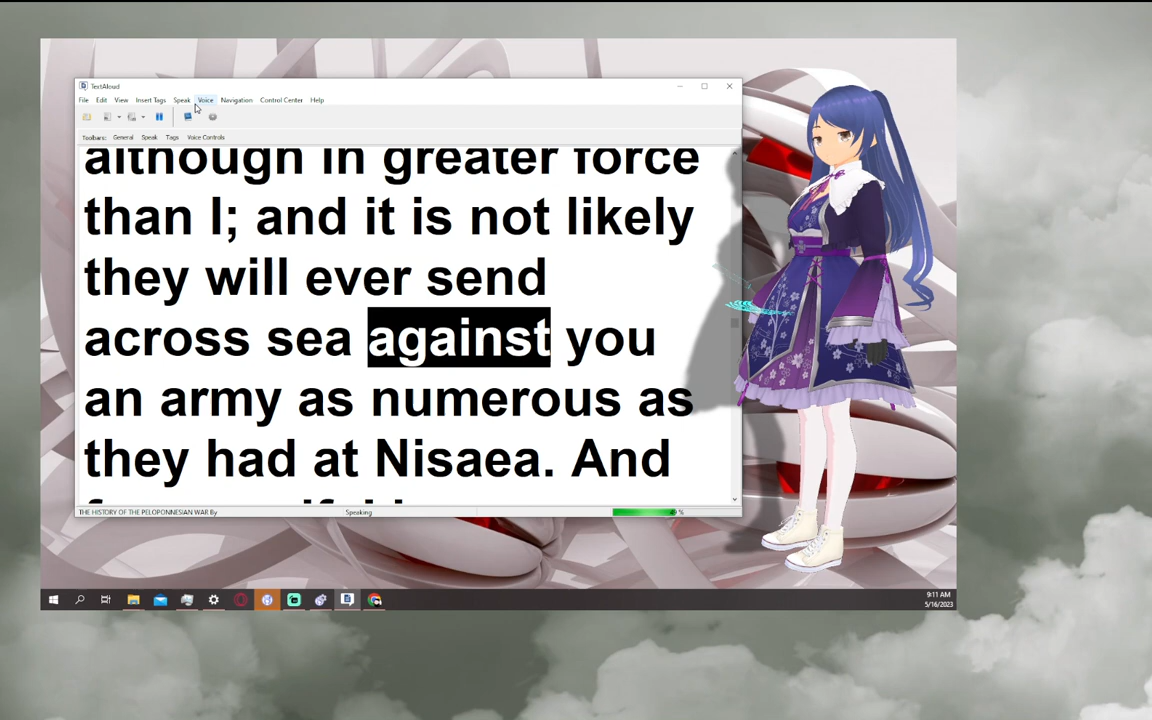 TextAloud
File Edit View Insert Tags Speak Voice Navigation Control Center Help
Toolbars: General Speak Tags Voice Controls
although in greater force
than I; and it is not likely
they will ever send
across sea against you
an army as numerous as
they had at Nisaea. And
THE HISTORY OF THE PELOPONNESIAN WAR By Speaking
9:11 AM
5/16/2023